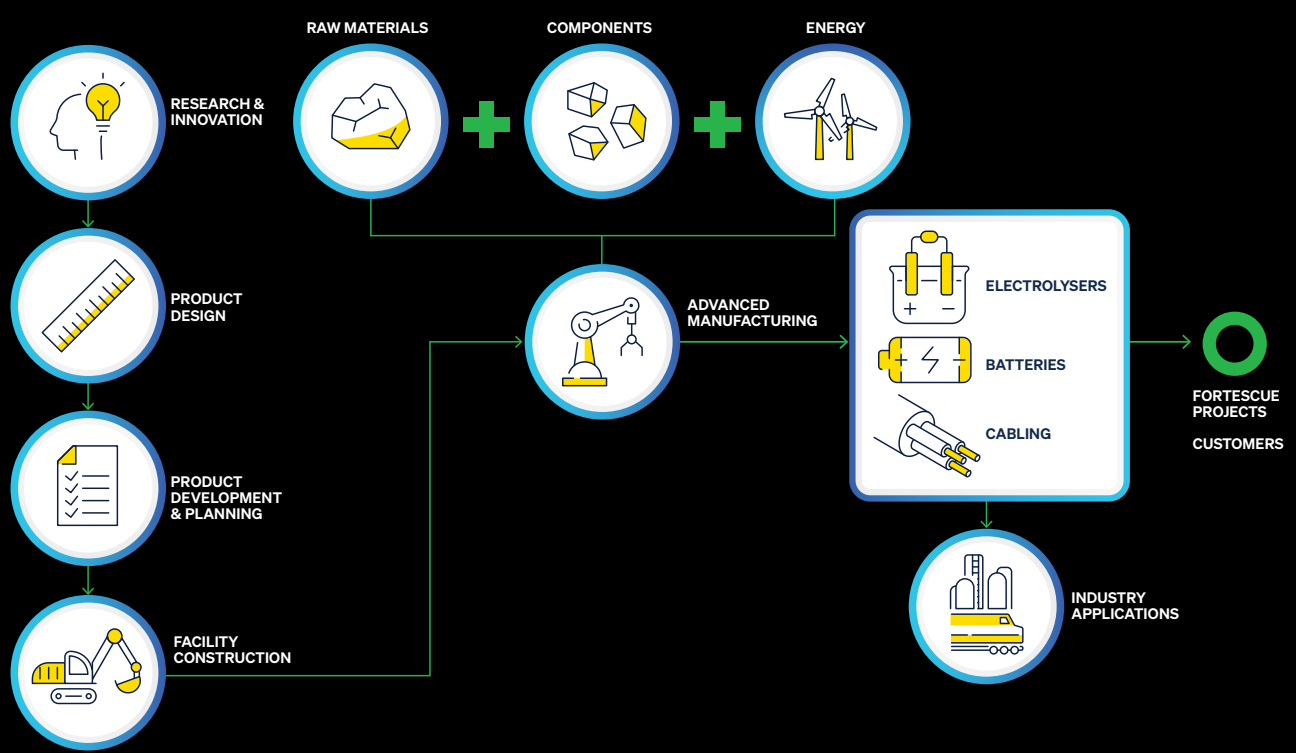 RAW MATERIALS
COMPONENTS
ENERGY
RESEARCH &
INNOVATION
PRODUCT
DESIGN
PRODUCT
DEVELOPMENT
& PLANNING
FACILITY
CONSTRUCTION
ADVANCED
MANUFACTURING
ELECTROLYSERS
BATTERIES
CABLING
FORTESCUE
PROJECTS
CUSTOMERS
INDUSTRY
APPLICATIONS